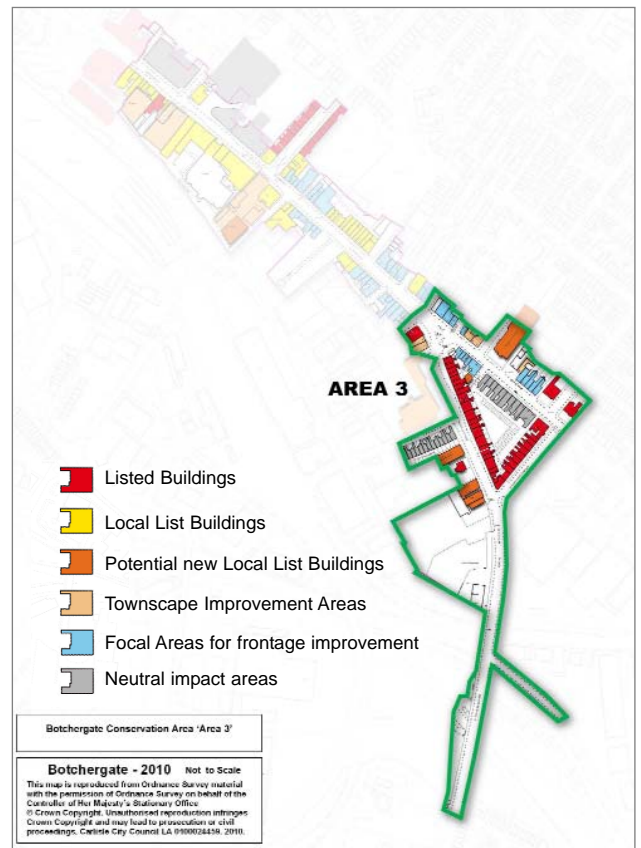 AREA 3
Listed Buildings
Local List Buildings
Potential new Local List Buildings
Townscape Improvement Areas
Focal Areas for frontage improvement
Neutral impact areas
Botchergate Conservation Area 'Area 3'
Botchergate - 2010 Not to Scale
This map is reproduced from Ordnance Survey material
with the permission of Ordnance Survey on behalf of the
Controller of Her Majesty's Stationary Office
© Crown Copyright. Unauthorised reproduction infringes
Crown Copyright and may lead to prosecution or civil
proceedings. Carlisle City Council LA 0100024459, 2010.